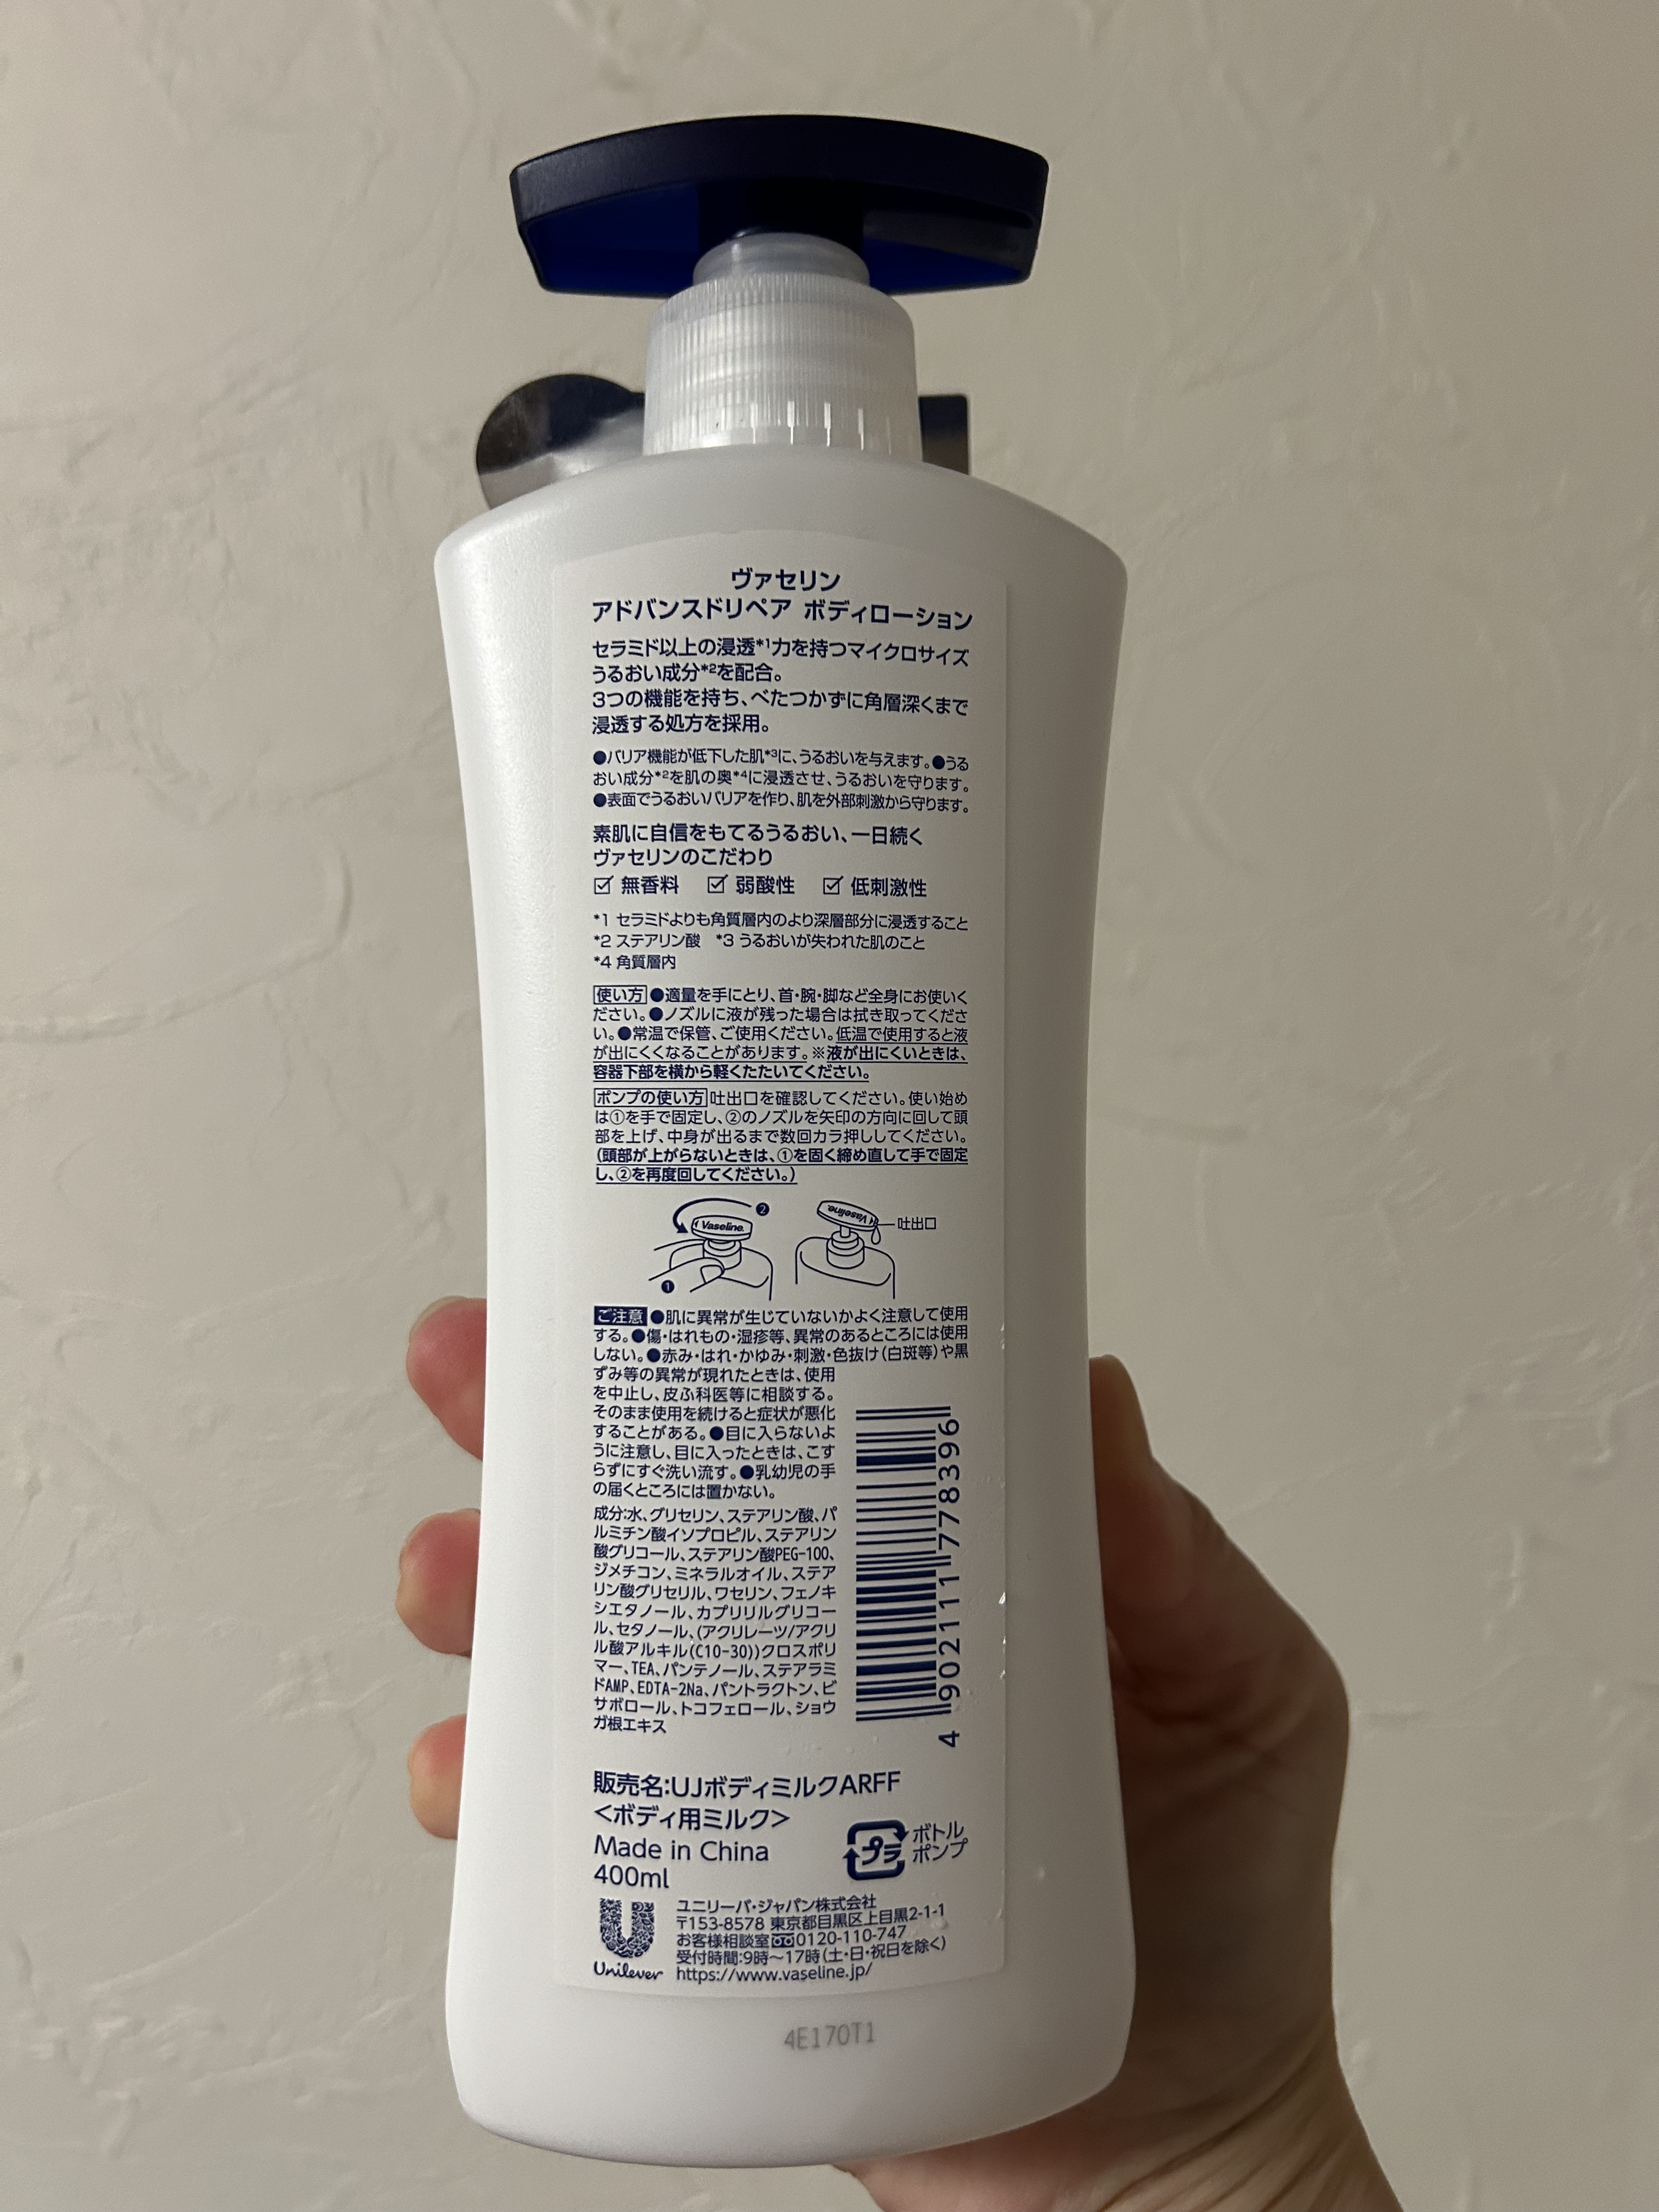 ヴァセリン
アドバンスドリペア ボディローション
セラミド以上の浸透*1力を持つマイクロサイズ
うるおい成分*2を配合。
3つの機能を持ち、べたつかずに角層深くまで
浸透する処方を採用。
●バリア機能が低下した肌*3に、うるおいを与えます。●うる
おい成分*2を肌の奥*4に浸透させ、うるおいを守ります。
●表面でうるおいバリアを作り、肌を外部刺激から守ります。
素肌に自信をもてるうるおい、一日続く
ヴァセリンのこだわり
☑ 無香料 ☑ 弱酸性 ☑ 低刺激性
*1 セラミドよりも角質層内のより深層部分に浸透すること
*2 ステアリン酸 *3 うるおいが失われた肌のこと
*4 角質層内
使い方 ●適量を手にとり、首・腕・脚など全身にお使いく
ださい。●ノズルに液が残った場合は拭き取ってくださ
い。●常温で保管、ご使用ください。低温で使用すると液
が出にくくなることがあります。※液が出にくいときは、
容器下部を横から軽くたたいてください。
ポンプの使い方 吐出口を確認してください。使い始め
は①を手で固定し、②のノズルを矢印の方向に回して頭
部を上げ、中身が出るまで数回カラ押ししてください。
(頭部が上がらないときは、①を固く締め直して手で固定
し、②を再度回してください。)
❷
Vaseline.
❶
Vaseline.
吐出口
ご注意 ●肌に異常が生じていないかよく注意して使用
する。●傷・はれもの・湿疹等、異常のあるところには使用
しない。●赤み・はれ・かゆみ・刺激・色抜け(白斑等)や黒
ずみ等の異常が現れたときは、使用
を中止し、皮ふ科医等に相談する。
そのまま使用を続けると症状が悪化
することがある。●目に入らないよ
うに注意し、目に入ったときは、こす
らずにすぐ洗い流す。●乳幼児の手
の届くところには置かない。
成分:水、グリセリン、ステアリン酸、パ
ルミチン酸イソプロピル、ステアリン
酸グリコール、ステアリン酸PEG-100、
ジメチコン、ミネラルオイル、ステア
リン酸グリセリル、ワセリン、フェノキ
シエタノール、カプリリルグリコー
ル、セタノール、(アクリレーツ/アクリ
ル酸アルキル(C10-30))クロスポリ
マー、TEA、パンテノール、ステアラミ
ドAMP、EDTA-2Na、パントラクトン、ビ
サボロール、トコフェロール、ショウ
ガ根エキス
4 902111 778396
販売名:UJボディミルクARFF
<ボディ用ミルク>
Made in China
400ml
プラ
ボトル
ポンプ
Unilever
ユニリーバ・ジャパン株式会社
〒153-8578 東京都目黒区上目黒2-1-1
お客様相談室 0120-110-747
受付時間:9時～17時(土・日・祝日を除く)
https://www.vaseline.jp/
4E170T1